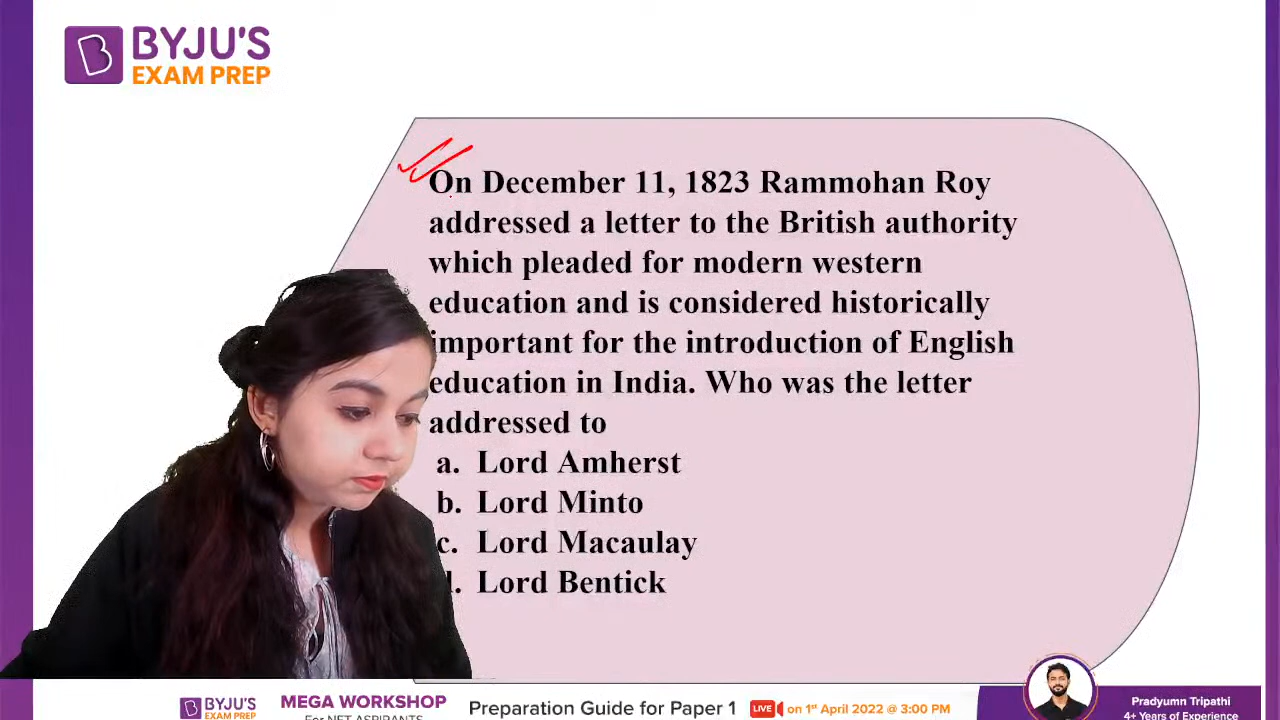 BYJU'S
EXAM PREP
On December 11, 1823 Rammohan Roy
addressed a letter to the British authority
which pleaded for modern western
education and is considered historically
important for the introduction of English
education in India. Who was the letter
addressed to
a. Lord Amherst
b. Lord Minto
c. Lord Macaulay
Lord Bentick
BYJU'S
EXAM PREP
MEGA WORKSHOP
For NET ASPIRANTS
Preparation Guide for Paper 1
LIVE
on 1st April 2022 @ 3:00 PM
Pradyumn Tripathi
4+ Years of Experience